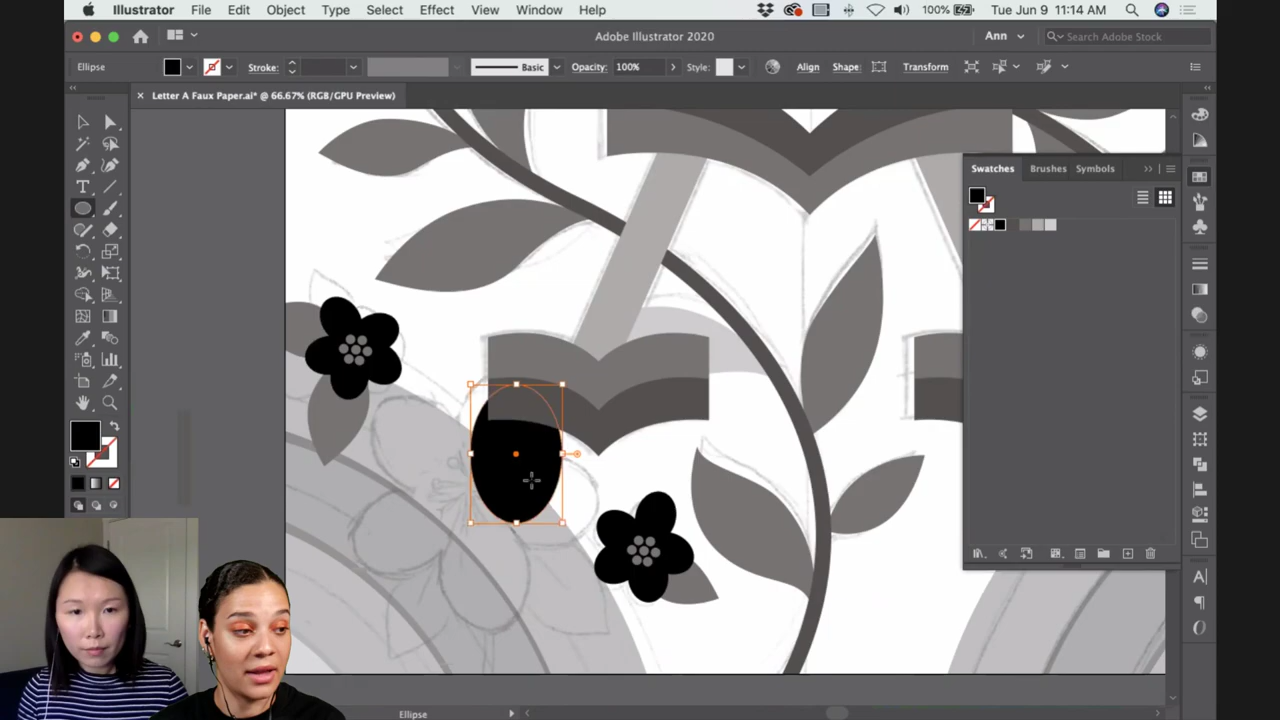 Illustrator File Edit Object Type Select Effect View Window Help 100% Tue Jun 9 11:14 AM
Adobe Illustrator 2020 Ann Search Adobe Stock
Ellipse Stroke: Basic Opacity: 100% Style: Align Shape: Transform
Letter A Faux Paper.ai* @ 66.67% (RGB/GPU Preview)
Swatches Brushes Symbols
Ellipse